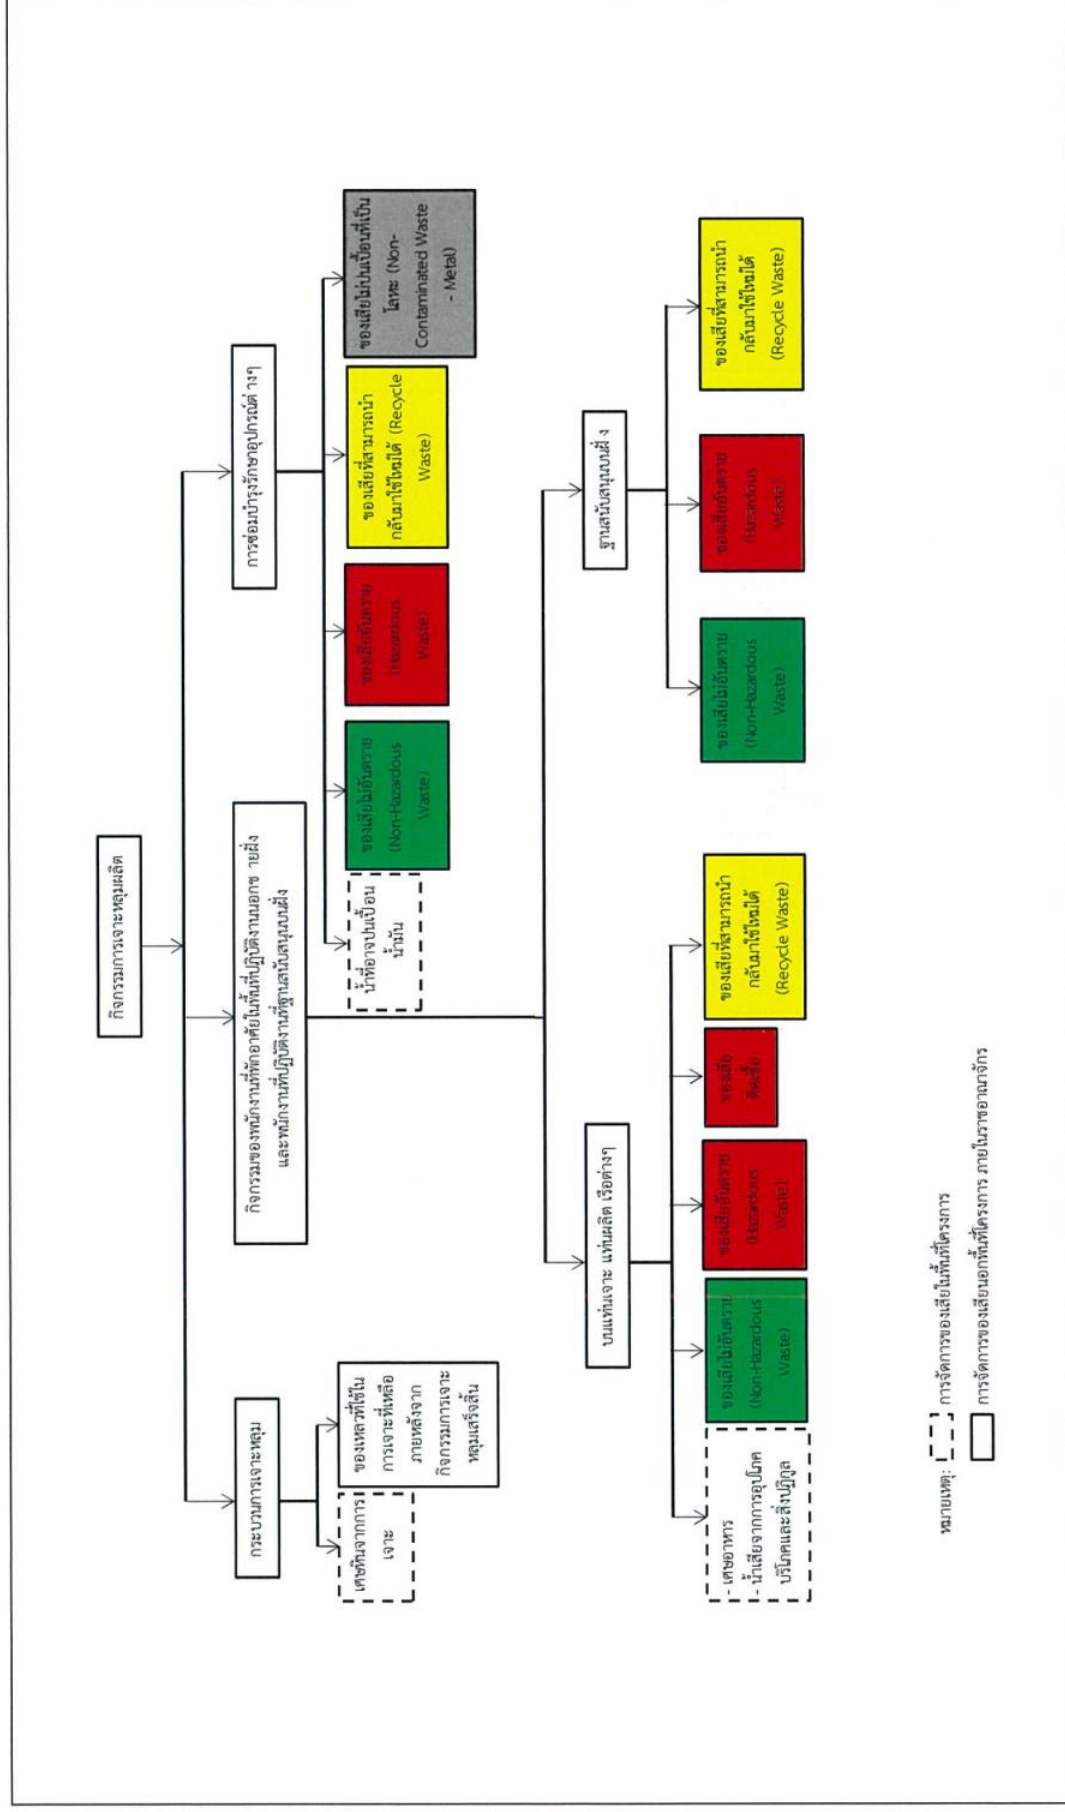 กิจกรรมการเจาะหลุมผลิต
กระบวนการเจาะหลุม
กิจกรรมของพนักงานที่พักอาศัยในพื้นที่ปฏิบัติงานนอกช ายฝั่ง
และพนักงานที่ปฏิบัติงานที่ฐานสนับสนุนบนฝั่ง
การซ่อมบำรุงรักษาอุปกรณ์ต่ างๆ
เศษหินจากการ
เจาะ
ของเหลวที่ใช้ใน
การเจาะที่เหลือ
ภายหลังจาก
กิจกรรมการเจาะ
หลุมเสร็จสิ้น
น้ำที่อาจปนเปื้อน
น้ำมัน
ของเสียไม่อันตราย
(Non-Hazardous
Waste)
ของเสียอันตราย
(Hazardous
Waste)
ของเสียที่สามารถนำ
กลับมาใช้ใหม่ได้ (Recycle
Waste)
ของเสียไม่ปนเปื้อนที่เป็น
โลหะ (Non-
Contaminated Waste
- Metal)
บนแท่นเจาะ แท่นผลิต เรือต่างๆ
ฐานสนับสนุนบนฝั่ ง
- เศษอาหาร
- น้ำเสียจากการอุปโภค
บริโภคและสิ่งปฏิกูล
ของเสียไม่อันตราย
(Non-Hazardous
Waste)
ของเสียอันตราย
(Hazardous
Waste)
ของเสีย
ติดเชื้อ
ของเสียที่สามารถนำ
กลับมาใช้ใหม่ได้
(Recycle Waste)
ของเสียไม่อันตราย
(Non-Hazardous
Waste)
ของเสียอันตราย
(Hazardous
Waste)
ของเสียที่สามารถนำ
กลับมาใช้ใหม่ได้
(Recycle Waste)
หมายเหตุ: การจัดการของเสียในพื้นที่โครงการ
การจัดการของเสียนอกพื้นที่โครงการ ภายในราชอาณาจักร